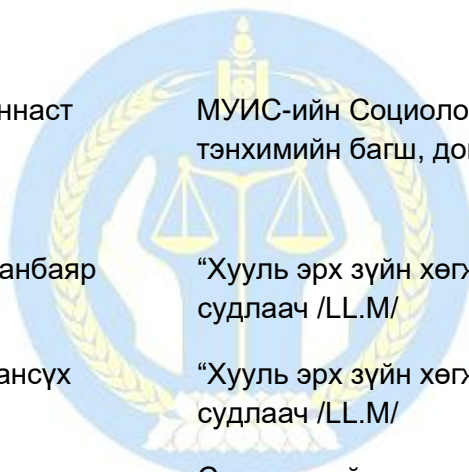 ннаст МУИС-ийн Социоло
тэнхимийн багш, до
анбаяр “Хууль эрх зүйн хөгж
судлаач /LL.M/
ансүх “Хууль эрх зүйн хөгж
судлаач /LL.M/